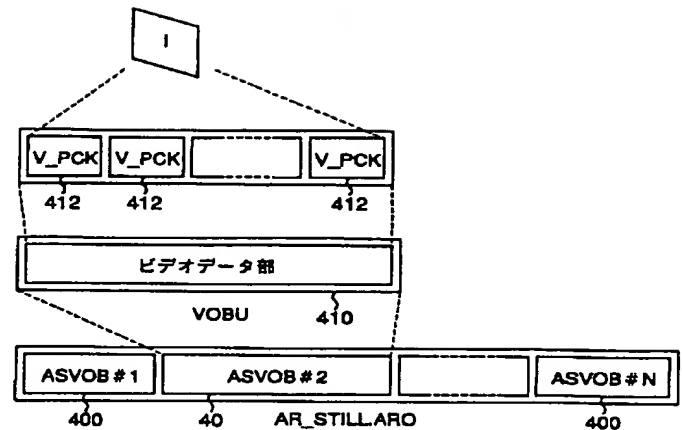 I
V_PCK V_PCK V_PCK
412 412 412
ビデオデータ部
VOBU 410
ASVOB#1 ASVOB#2 ASVOB#N
400 40 AR_STILL.ARO 400